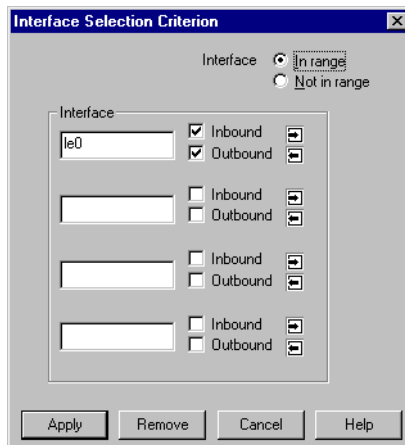 Interface Selection Criterion
Interface In range
Not in range
Interface
le0 Inbound
Outbound
Inbound
Outbound
Inbound
Outbound
Inbound
Outbound
Apply Remove Cancel Help